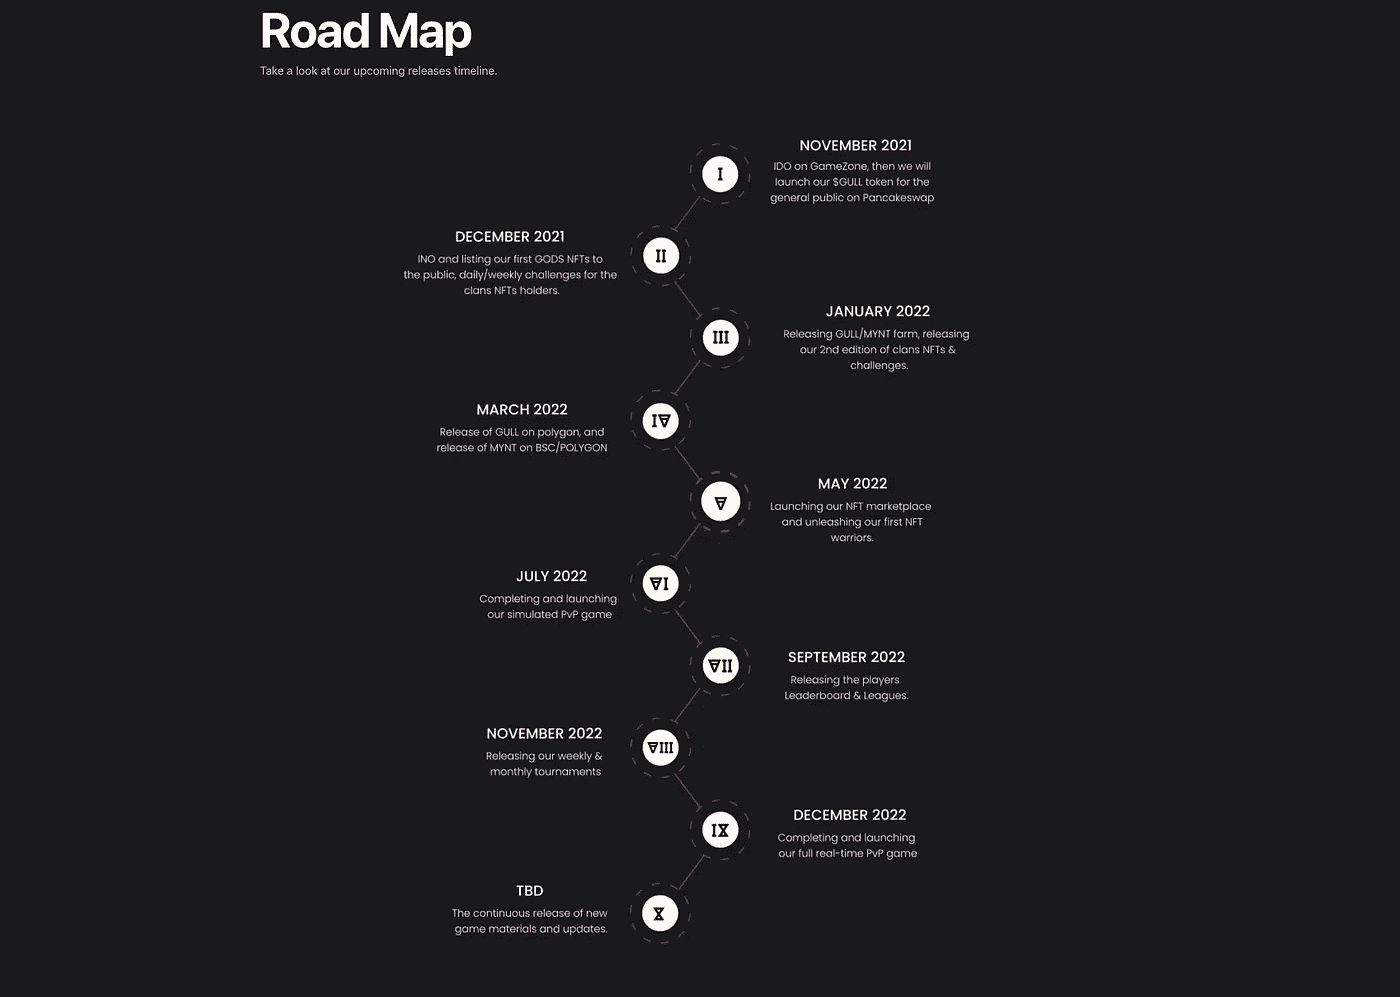 Road Map
Take a look at our upcoming releases timeline.
I
NOVEMBER 2021
IDO on GameZone, then we will
launch our $GULL token for the
general public on Pancakeswap
II
DECEMBER 2021
INO and listing our first GODS NFTs to
the public, daily/weekly challenges for the
clans NFTs holders.
III
JANUARY 2022
Releasing GULL/MYNT farm, releasing
our 2nd edition of clans NFTs &
challenges.
IV
MARCH 2022
Release of GULL on polygon, and
release of MYNT on BSC/POLYGON
V
MAY 2022
Launching our NFT marketplace
and unleashing our first NFT
warriors.
VI
JULY 2022
Completing and launching
our simulated PvP game
VII
SEPTEMBER 2022
Releasing the players
Leaderboard & Leagues.
VIII
NOVEMBER 2022
Releasing our weekly &
monthly tournaments
IX
DECEMBER 2022
Completing and launching
our full real-time PvP game
X
TBD
The continuous release of new
game materials and updates.